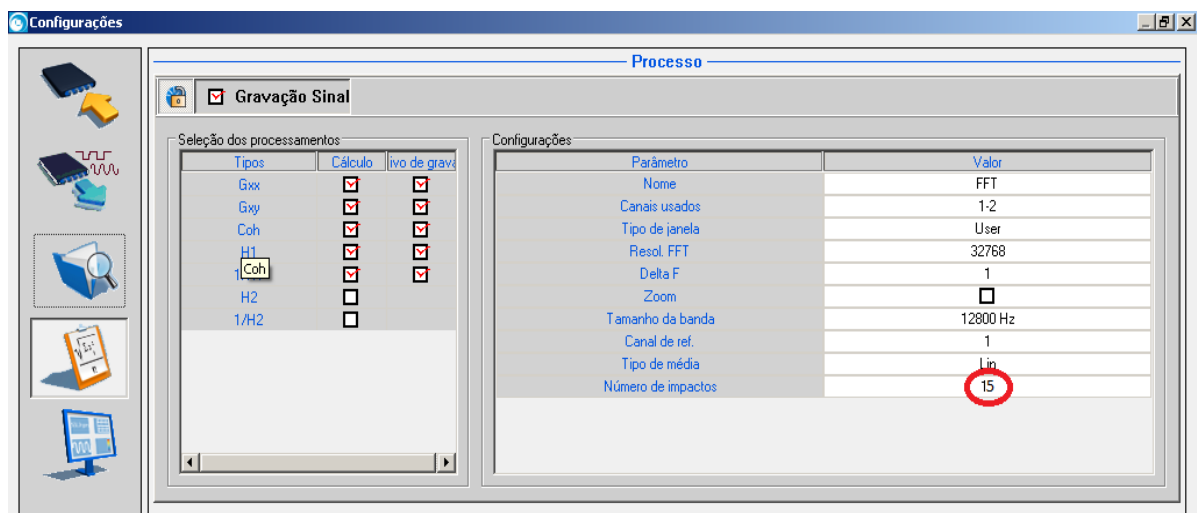 Configurações
Processo
Gravação Sinal
Seleção dos processamentos
Tipos Cálculo ivo de grava
Gxx
Gxy
Coh
H1
Coh
H2
1/H2
Configurações
Parâmetro Valor
Nome FFT
Canais usados 1-2
Tipo de janela User
Resol. FFT 32768
Delta F 1
Zoom
Tamanho da banda 12800 Hz
Canal de ref. 1
Tipo de média Lin
Número de impactos 15